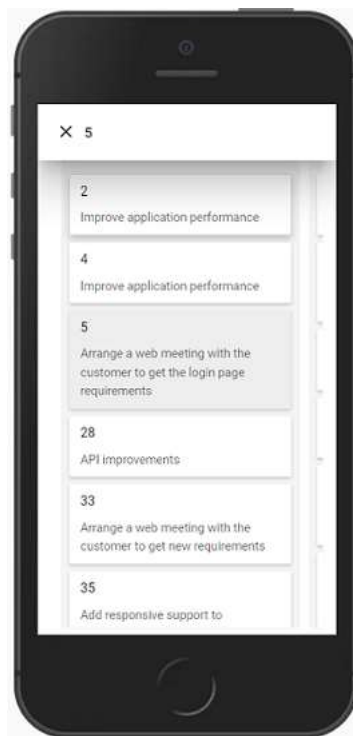 ✕ 5
2
Improve application performance
4
Improve application performance
5
Arrange a web meeting with the
customer to get the login page
requirements
28
API improvements
33
Arrange a web meeting with the
customer to get new requirements
35
Add responsive support to